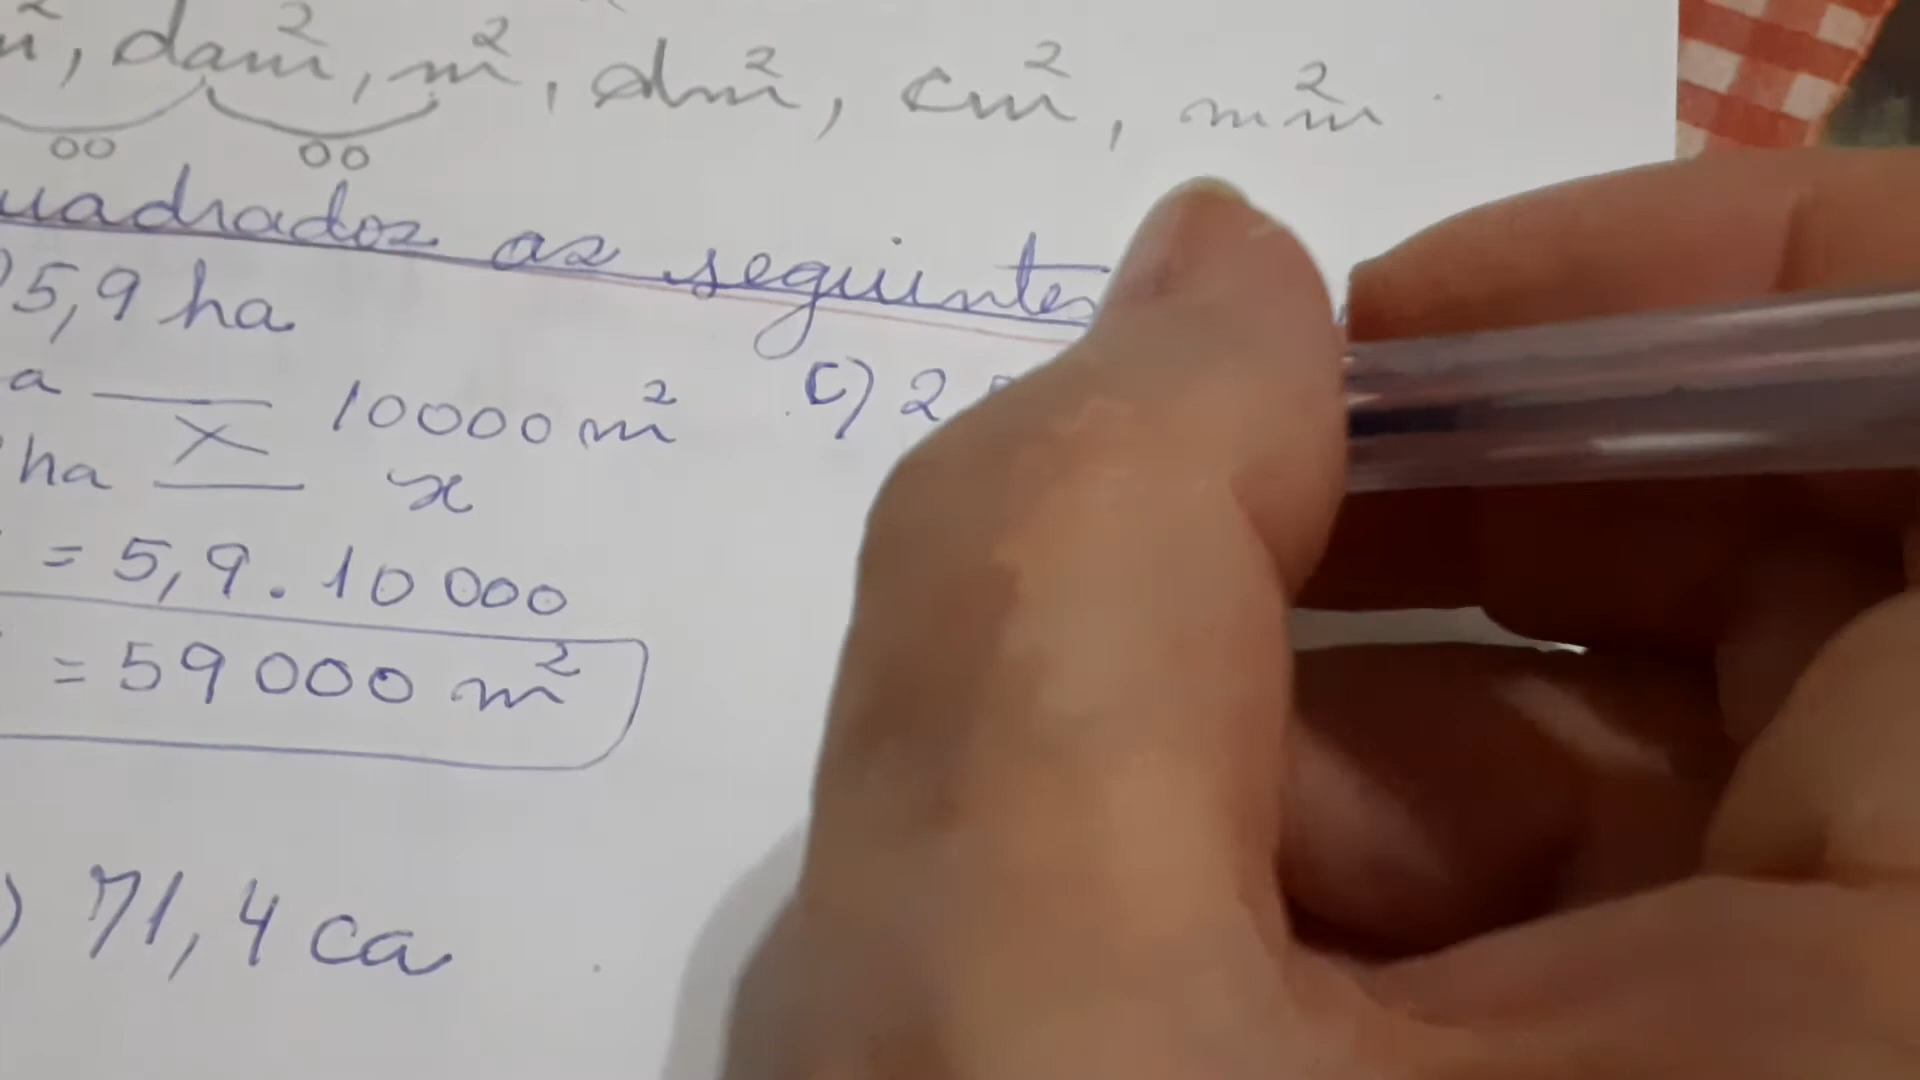 , dam², m², dm², cm², mm²
00 00
uadrados as seguintes
)5,9 ha
a 10000 m² c) 2
ha x
= 5,9 . 10 000
= 59 000 m²
) 71,4 ca